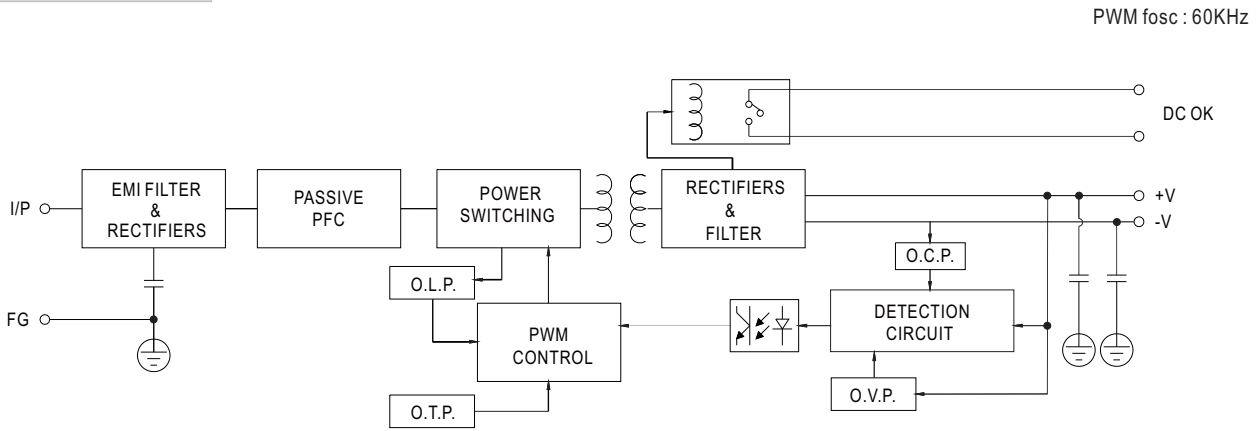 PWM fosc : 60KHz
DC OK
I/P
EMI FILTER
&
RECTIFIERS
PASSIVE
PFC
POWER
SWITCHING
RECTIFIERS
&
FILTER
+V
-V
O.C.P.
O.L.P.
FG
PWM
CONTROL
DETECTION
CIRCUIT
O.T.P.
O.V.P.